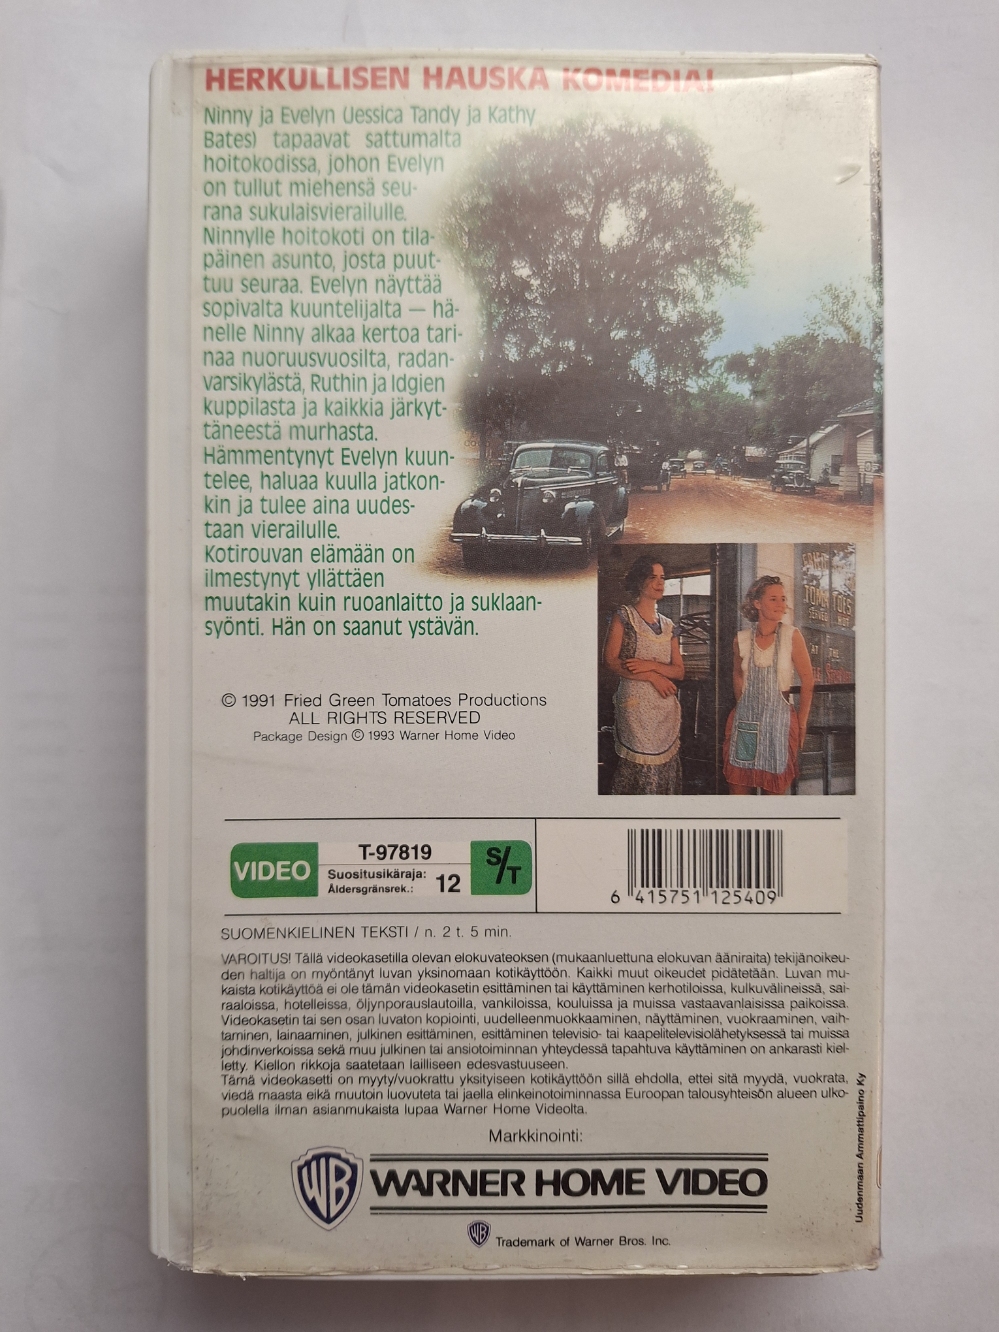 HERKULLISEN HAUSKA KOMEDIA!
Ninny ja Evelyn (Jessica Tandy ja Kathy
Bates) tapaavat sattumalta
hoitokodissa, johon Evelyn
on tullut miehensä seu-
rana sukulaisvierailulle.
Ninnylle hoitokoti on tila-
päinen asunto, josta puut-
tuu seuraa. Evelyn näyttää
sopivalta kuuntelijalta — hä-
nelle Ninny alkaa kertoa tari-
naa nuoruusvuosilta, radan-
varsikylästä, Ruthin ja Idgien
kuppilasta ja kaikkia järkyt-
täneestä murhasta.
Hämmentynyt Evelyn kuun-
telee, haluaa kuulla jatkon-
kin ja tulee aina uudes-
taan vierailulle.
Kotirouvan elämään on
ilmestynyt yllättäen
muutakin kuin ruoanlaitto ja suklaan-
syönti. Hän on saanut ystävän.
TOMATOES
AT THE
© 1991 Fried Green Tomatoes Productions
ALL RIGHTS RESERVED
Package Design © 1993 Warner Home Video
VIDEO
T-97819
Suositusikäraja:
Åldersgränsrek.: 12
S/T
6 415751 125409
SUOMENKIELINEN TEKSTI / n. 2 t. 5 min.
VAROITUS! Tällä videokasetilla olevan elokuvateoksen (mukaanluettuna elokuvan ääniraita) tekijänoikeu-
den haltija on myöntänyt luvan yksinomaan kotikäyttöön. Kaikki muut oikeudet pidätetään. Luvan mu-
kaista kotikäyttöä ei ole tämän videokasetin esittäminen tai käyttäminen kerhotiloissa, kulkuvälineissä, sai-
raaloissa, hotelleissa, öljynporauslautoilla, vankiloissa, kouluissa ja muissa vastaavanlaisissa paikoissa.
Videokasetin tai sen osan luvaton kopiointi, uudelleenmuokkaaminen, näyttäminen, vuokraaminen, vaih-
taminen, lainaaminen, julkinen esittäminen, esittäminen televisio- tai kaapelitelevisiolähetyksessä tai muissa
johdinverkoissa sekä muu julkinen tai ansiotoiminnan yhteydessä tapahtuva käyttäminen on ankarasti kiel-
letty. Kiellon rikkoja saatetaan lailliseen edesvastuuseen.
Tämä videokasetti on myyty/vuokrattu yksityiseen kotikäyttöön sillä ehdolla, ettei sitä myydä, vuokrata,
viedä maasta eikä muutoin luovuteta tai jaella elinkeinotoiminnassa Euroopan talousyhteisön alueen ulko-
puolella ilman asianmukaista lupaa Warner Home Videolta.
Uudenmaan Ammattipaino Ky
Markkinointi:
WB WARNER HOME VIDEO
WB Trademark of Warner Bros. Inc.